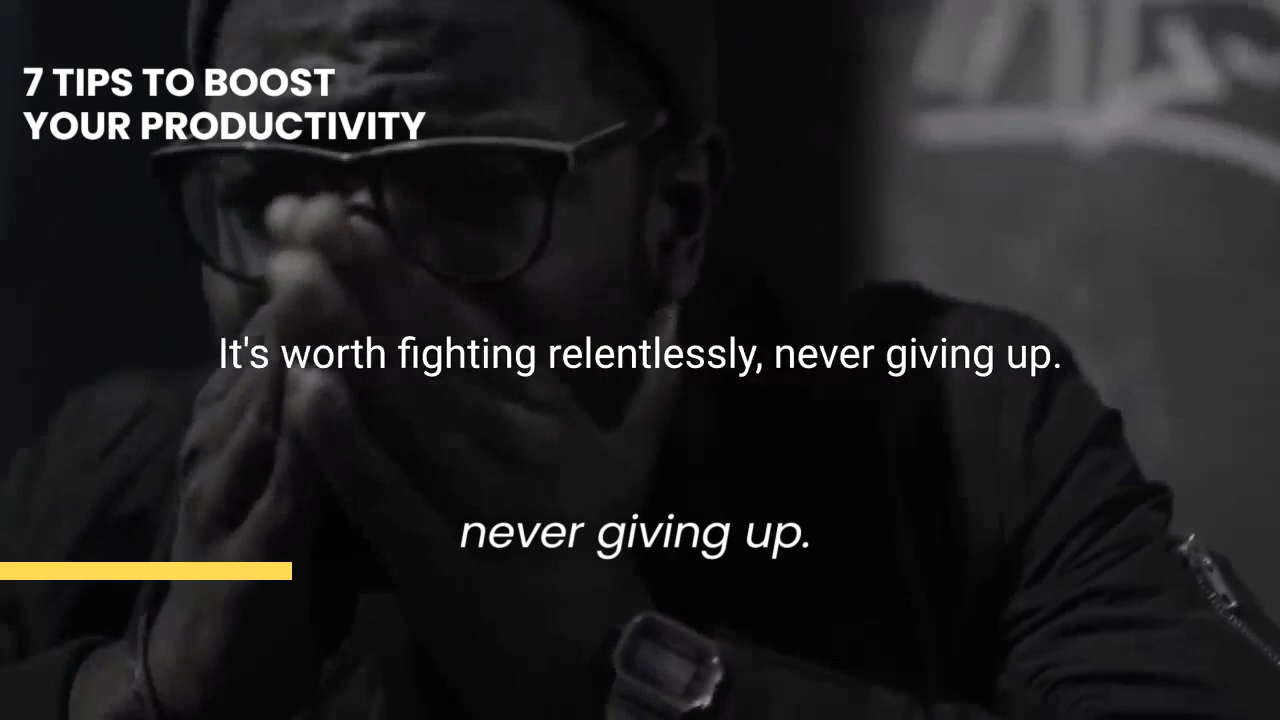 7 TIPS TO BOOST
YOUR PRODUCTIVITY
It's worth fighting relentlessly, never giving up.
never giving up.